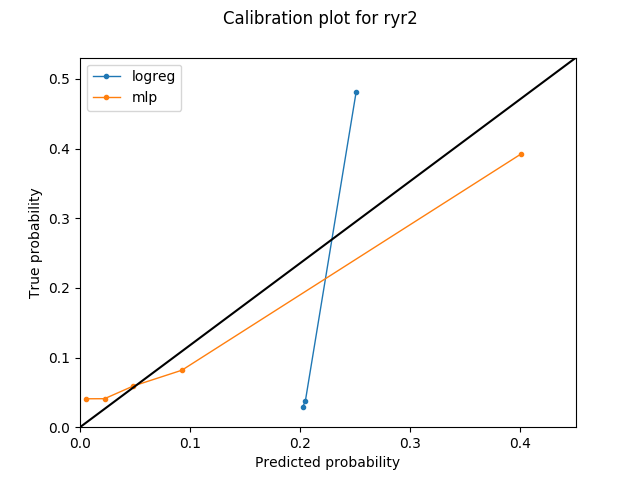 Calibration plot for ryr2
logreg
mlp
True probability
0.5
0.4
0.3
0.2
0.1
0.0
0.0 0.1 0.2 0.3 0.4
Predicted probability